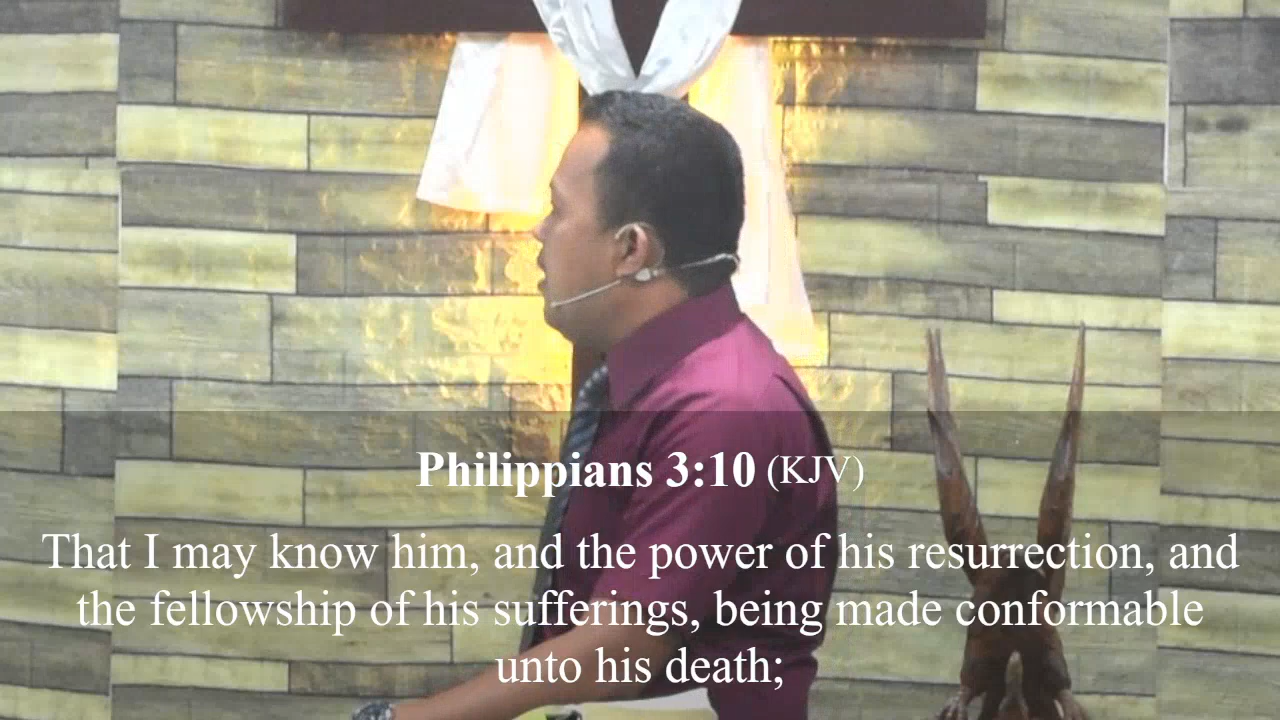 Philippians 3:10 (KJV)
That I may know him, and the power of his resurrection, and
the fellowship of his sufferings, being made conformable
unto his death;